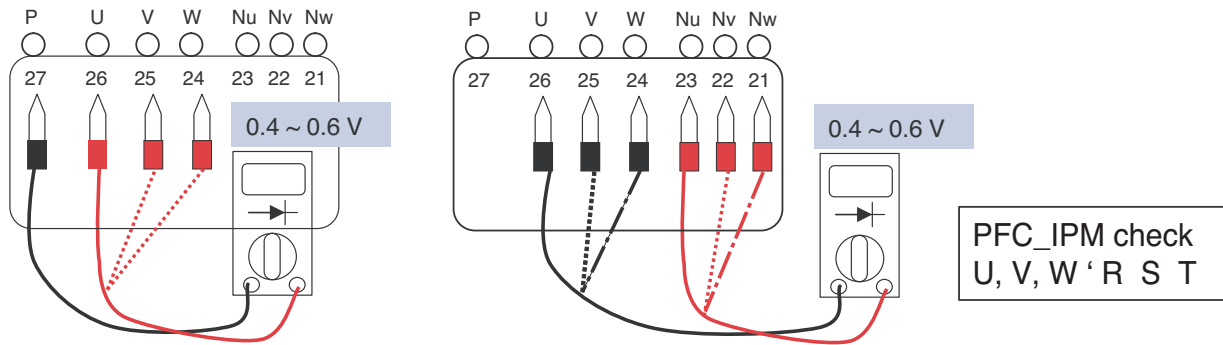 P U V W Nu Nv Nw
27 26 25 24 23 22 21
0.4 ~ 0.6 V
P U V W Nu Nv Nw
27 26 25 24 23 22 21
0.4 ~ 0.6 V
PFC_IPM check
U, V, W ‘ R S T